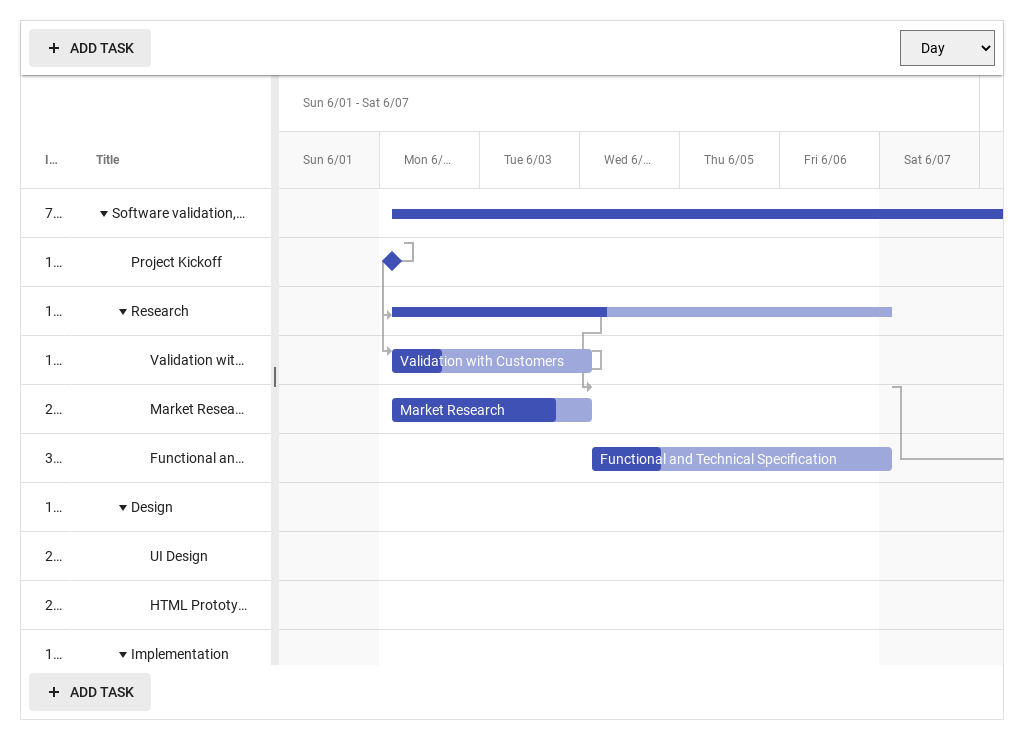 ADD TASK
Day
Sun 6/01 - Sat 6/07
I...
Title
Sun 6/01
Mon 6/...
Tue 6/03
Wed 6/...
Thu 6/05
Fri 6/06
Sat 6/07
7...
Software validation,...
1...
Project Kickoff
1...
Research
1...
Validation wit...
Validation with Customers
2...
Market Resea...
Market Research
3...
Functional an...
Functional and Technical Specification
1...
Design
2...
UI Design
2...
HTML Prototy...
1...
Implementation
ADD TASK